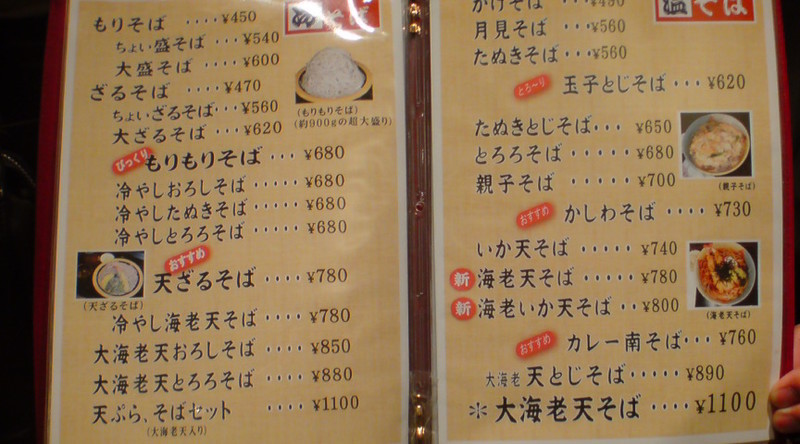 そば
もりそば ····¥450
ちょい盛そば ····¥540
大盛そば ····¥600
ざるそば ····¥470
ちょいざるそば ···¥560
大ざるそば ····¥620
(もりもりそば)
(約900gの超大盛り)
びっくり
もりもりそば ··· ¥680
冷やしおろしそば ·····¥680
冷やしたぬきそば ·····¥680
冷やしとろろそば ·····¥680
おすすめ
天ざるそば ····¥780
(天ざるそば)
冷やし海老天そば ····¥780
大海老天おろしそば ····¥850
大海老天とろろそば ····¥880
天ぷら、そばセット ····¥1100
(大海老天入り)
温そば
かけそば ···¥490
月見そば ···¥560
たぬきそば ···¥560
とろ〜り
玉子とじそば ···¥620
たぬきとじそば··· ¥650
とろろそば ·····¥680
親子そば ·····¥700
(親子そば)
おすすめ
かしわそば ····¥730
いか天そば ·····¥740
新 海老天そば ·····¥780
新 海老いか天そば ··¥800
(海老天そば)
おすすめ
カレー南そば···¥760
大海老 天とじそば·····¥890
＊大海老天そば ····¥1100